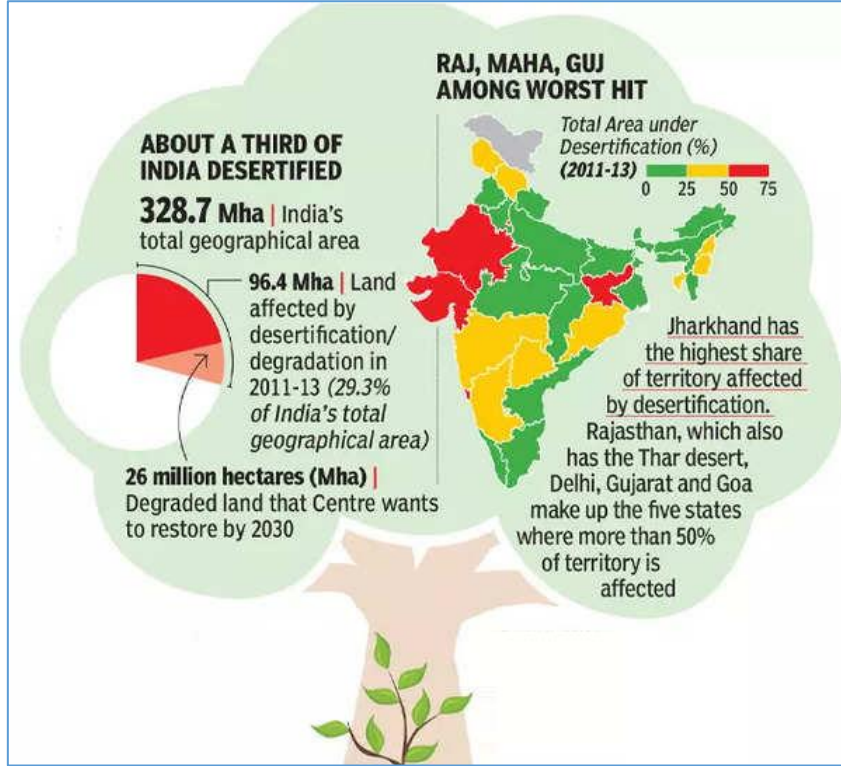 ABOUT A THIRD OF
INDIA DESERTIFIED
328.7 Mha | India's
total geographical area
96.4 Mha | Land
affected by
desertification/
degradation in
2011-13 (29.3%
of India's total
geographical area)
26 million hectares (Mha) |
Degraded land that Centre wants
to restore by 2030
RAJ, MAHA, GUJ
AMONG WORST HIT
Total Area under
Desertification (%)
(2011-13)
0 25 50 75
Jharkhand has
the highest share
of territory affected
by desertification.
Rajasthan, which also
has the Thar desert,
Delhi, Gujarat and Goa
make up the five states
where more than 50%
of territory is
affected